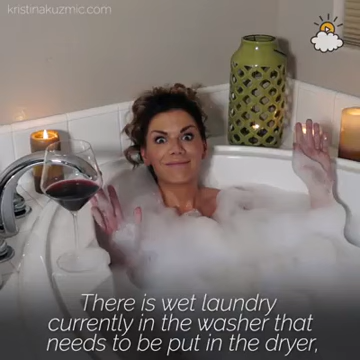 kristinakuzmic.com
There is wet laundry
currently in the washer that
needs to be put in the dryer,